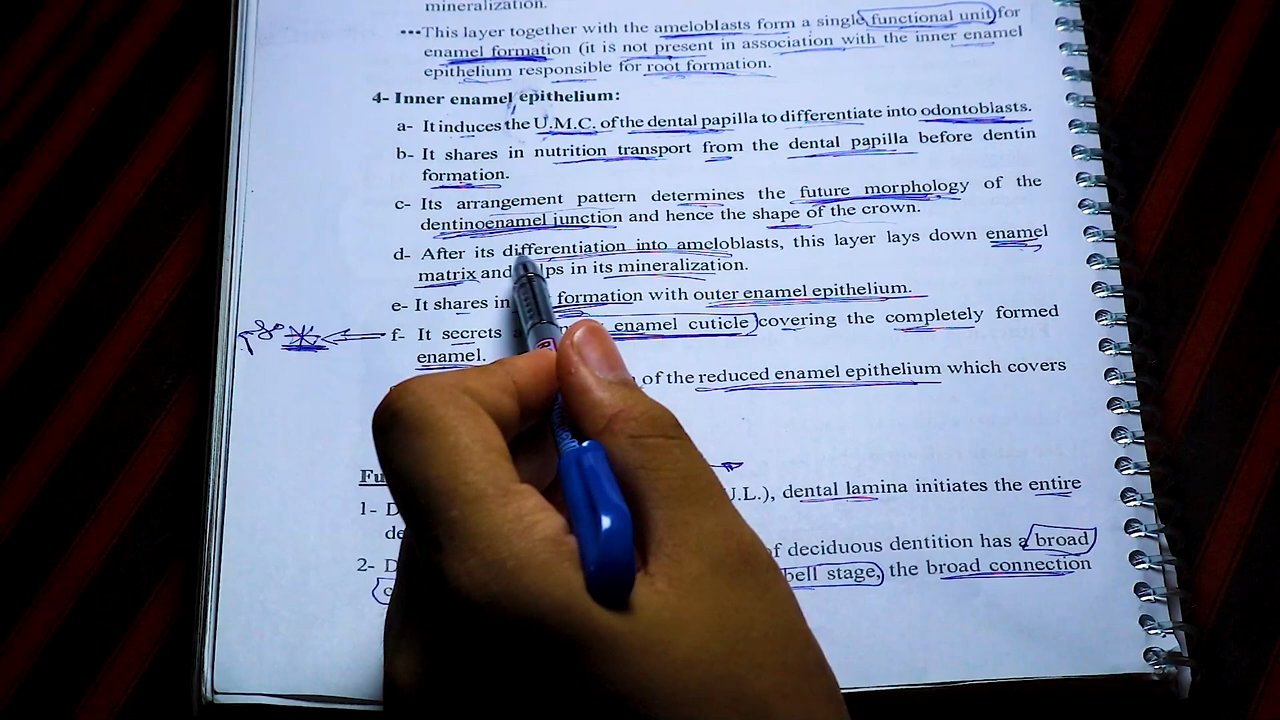 mineralization.
•••This layer together with the ameloblasts form a single functional unit for
enamel formation (it is not present in association with the inner enamel
epithelium responsible for root formation.
4- Inner enamel epithelium:
a- It induces the U.M.C. of the dental papilla to differentiate into odontoblasts.
b- It shares in nutrition transport from the dental papilla before dentin
formation.
c- Its arrangement pattern determines the future morphology of the
dentinoenamel junction and hence the shape of the crown.
d- After its differentiation into ameloblasts, this layer lays down enamel
matrix and in its mineralization.
e- It shares in formation with outer enamel epithelium.
f- It secrets enamel cuticle covering the completely formed
enamel.
of the reduced enamel epithelium which covers
U.L.), dental lamina initiates the entire
1- D
of deciduous dentition has a broad
2- D bell stage, the broad connection